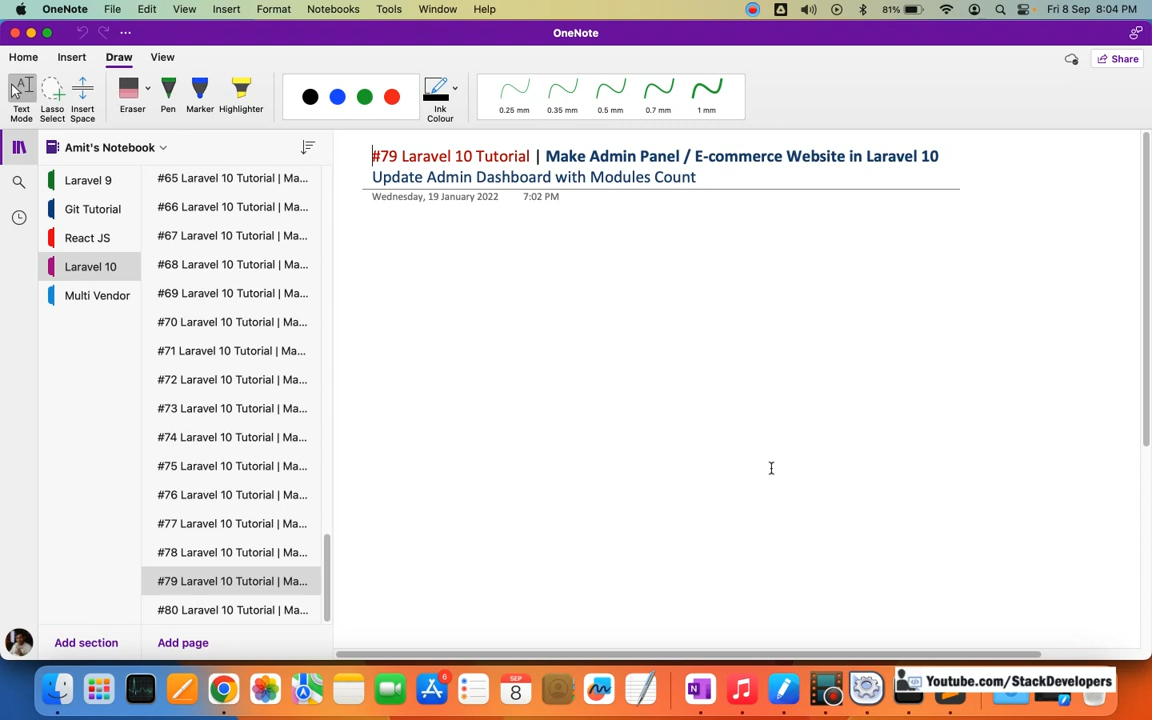 OneNote File Edit View Insert Format Notebooks Tools Window Help 81% Fri 8 Sep 8:04 PM
OneNote
Home Insert Draw View Share
Text Mode Lasso Select Insert Space Eraser Pen Marker Highlighter Ink Colour 0.25 mm 0.35 mm 0.5 mm 0.7 mm 1 mm
Amit's Notebook
Laravel 9
Git Tutorial
React JS
Laravel 10
Multi Vendor
Add section
#65 Laravel 10 Tutorial | Ma...
#66 Laravel 10 Tutorial | Ma...
#67 Laravel 10 Tutorial | Ma...
#68 Laravel 10 Tutorial | Ma...
#69 Laravel 10 Tutorial | Ma...
#70 Laravel 10 Tutorial | Ma...
#71 Laravel 10 Tutorial | Ma...
#72 Laravel 10 Tutorial | Ma...
#73 Laravel 10 Tutorial | Ma...
#74 Laravel 10 Tutorial | Ma...
#75 Laravel 10 Tutorial | Ma...
#76 Laravel 10 Tutorial | Ma...
#77 Laravel 10 Tutorial | Ma...
#78 Laravel 10 Tutorial | Ma...
#79 Laravel 10 Tutorial | Ma...
#80 Laravel 10 Tutorial | Ma...
Add page
#79 Laravel 10 Tutorial | Make Admin Panel / E-commerce Website in Laravel 10
Update Admin Dashboard with Modules Count
Wednesday, 19 January 2022 7:02 PM
6
SEP
8
Youtube.com/StackDevelopers